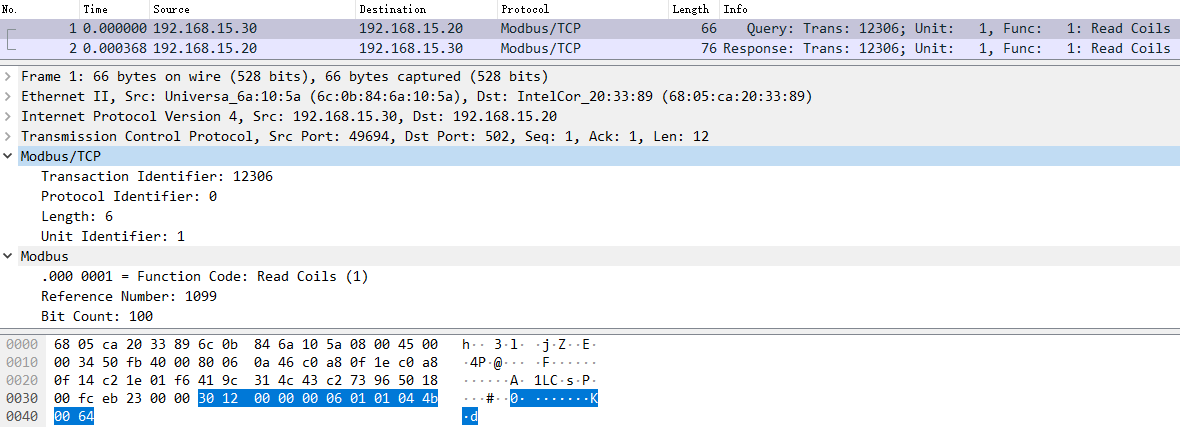 No. Time Source Destination Protocol Length Info
1 0.000000 192.168.15.30 192.168.15.20 Modbus/TCP 66 Query: Trans: 12306; Unit: 1, Func: 1: Read Coils
2 0.000368 192.168.15.20 192.168.15.30 Modbus/TCP 76 Response: Trans: 12306; Unit: 1, Func: 1: Read Coils
Frame 1: 66 bytes on wire (528 bits), 66 bytes captured (528 bits)
Ethernet II, Src: Universa_6a:10:5a (6c:0b:84:6a:10:5a), Dst: IntelCor_20:33:89 (68:05:ca:20:33:89)
Internet Protocol Version 4, Src: 192.168.15.30, Dst: 192.168.15.20
Transmission Control Protocol, Src Port: 49694, Dst Port: 502, Seq: 1, Ack: 1, Len: 12
Modbus/TCP
Transaction Identifier: 12306
Protocol Identifier: 0
Length: 6
Unit Identifier: 1
Modbus
.000 0001 = Function Code: Read Coils (1)
Reference Number: 1099
Bit Count: 100
0000 68 05 ca 20 33 89 6c 0b 84 6a 10 5a 08 00 45 00 h·· 3·l· ·j·Z··E·
0010 00 34 50 fb 40 00 80 06 0a 46 c0 a8 0f 1e c0 a8 ·4P·@··· ·F······
0020 0f 14 c2 1e 01 f6 41 9c 31 4c 43 c2 73 96 50 18 ······A· 1LC·s·P·
0030 00 fc eb 23 00 00 30 12 00 00 00 06 01 01 04 4b ···#··0· ·······K
0040 00 64 ·d